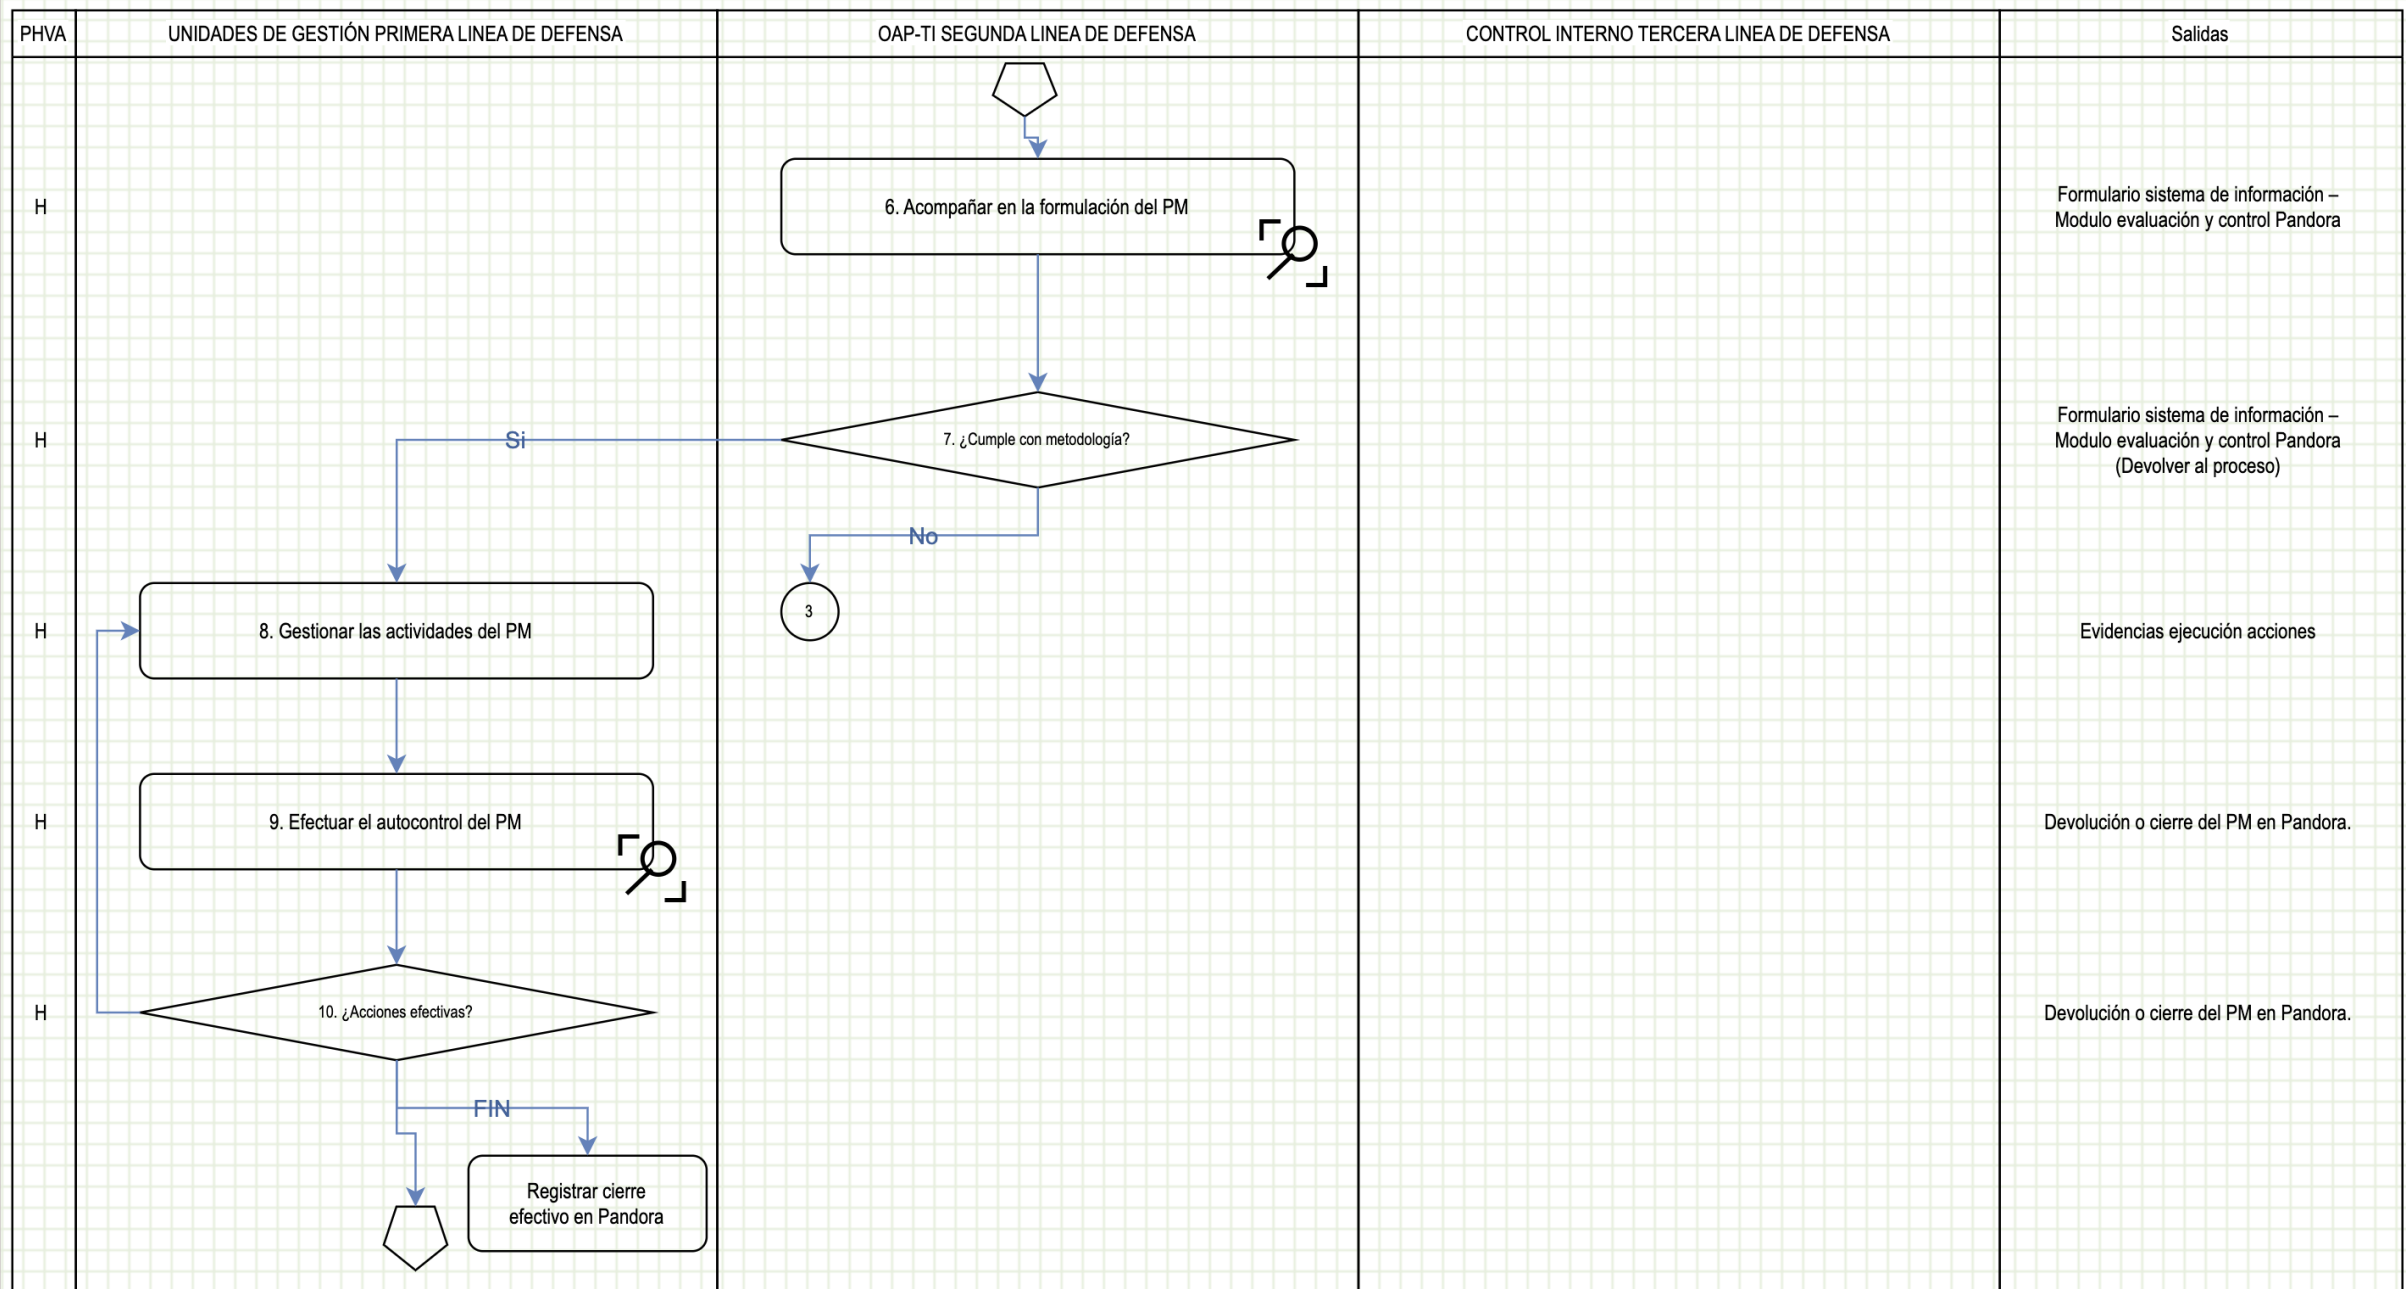 PHVA
UNIDADES DE GESTIÓN PRIMERA LINEA DE DEFENSA
OAP-TI SEGUNDA LINEA DE DEFENSA
CONTROL INTERNO TERCERA LINEA DE DEFENSA
Salidas
H
6. Acompañar en la formulación del PM
Formulario sistema de información –
Modulo evaluación y control Pandora
H
Si
7. ¿Cumple con metodología?
Formulario sistema de información –
Modulo evaluación y control Pandora
(Devolver al proceso)
No
H
8. Gestionar las actividades del PM
3
Evidencias ejecución acciones
H
9. Efectuar el autocontrol del PM
Devolución o cierre del PM en Pandora.
H
10. ¿Acciones efectivas?
Devolución o cierre del PM en Pandora.
FIN
Registrar cierre
efectivo en Pandora